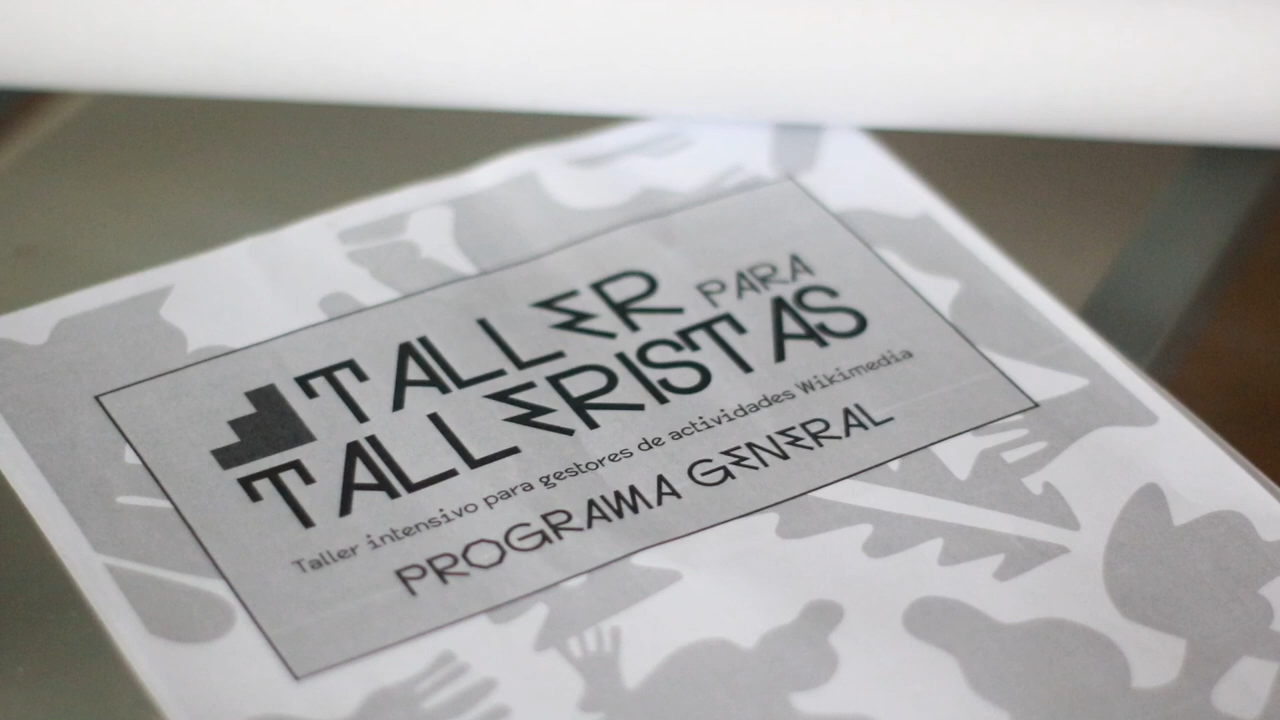 TALLER PARA
TALLERISTAS
Taller intensivo para gestores de actividades Wikimedia
PROGRAMA GENERAL